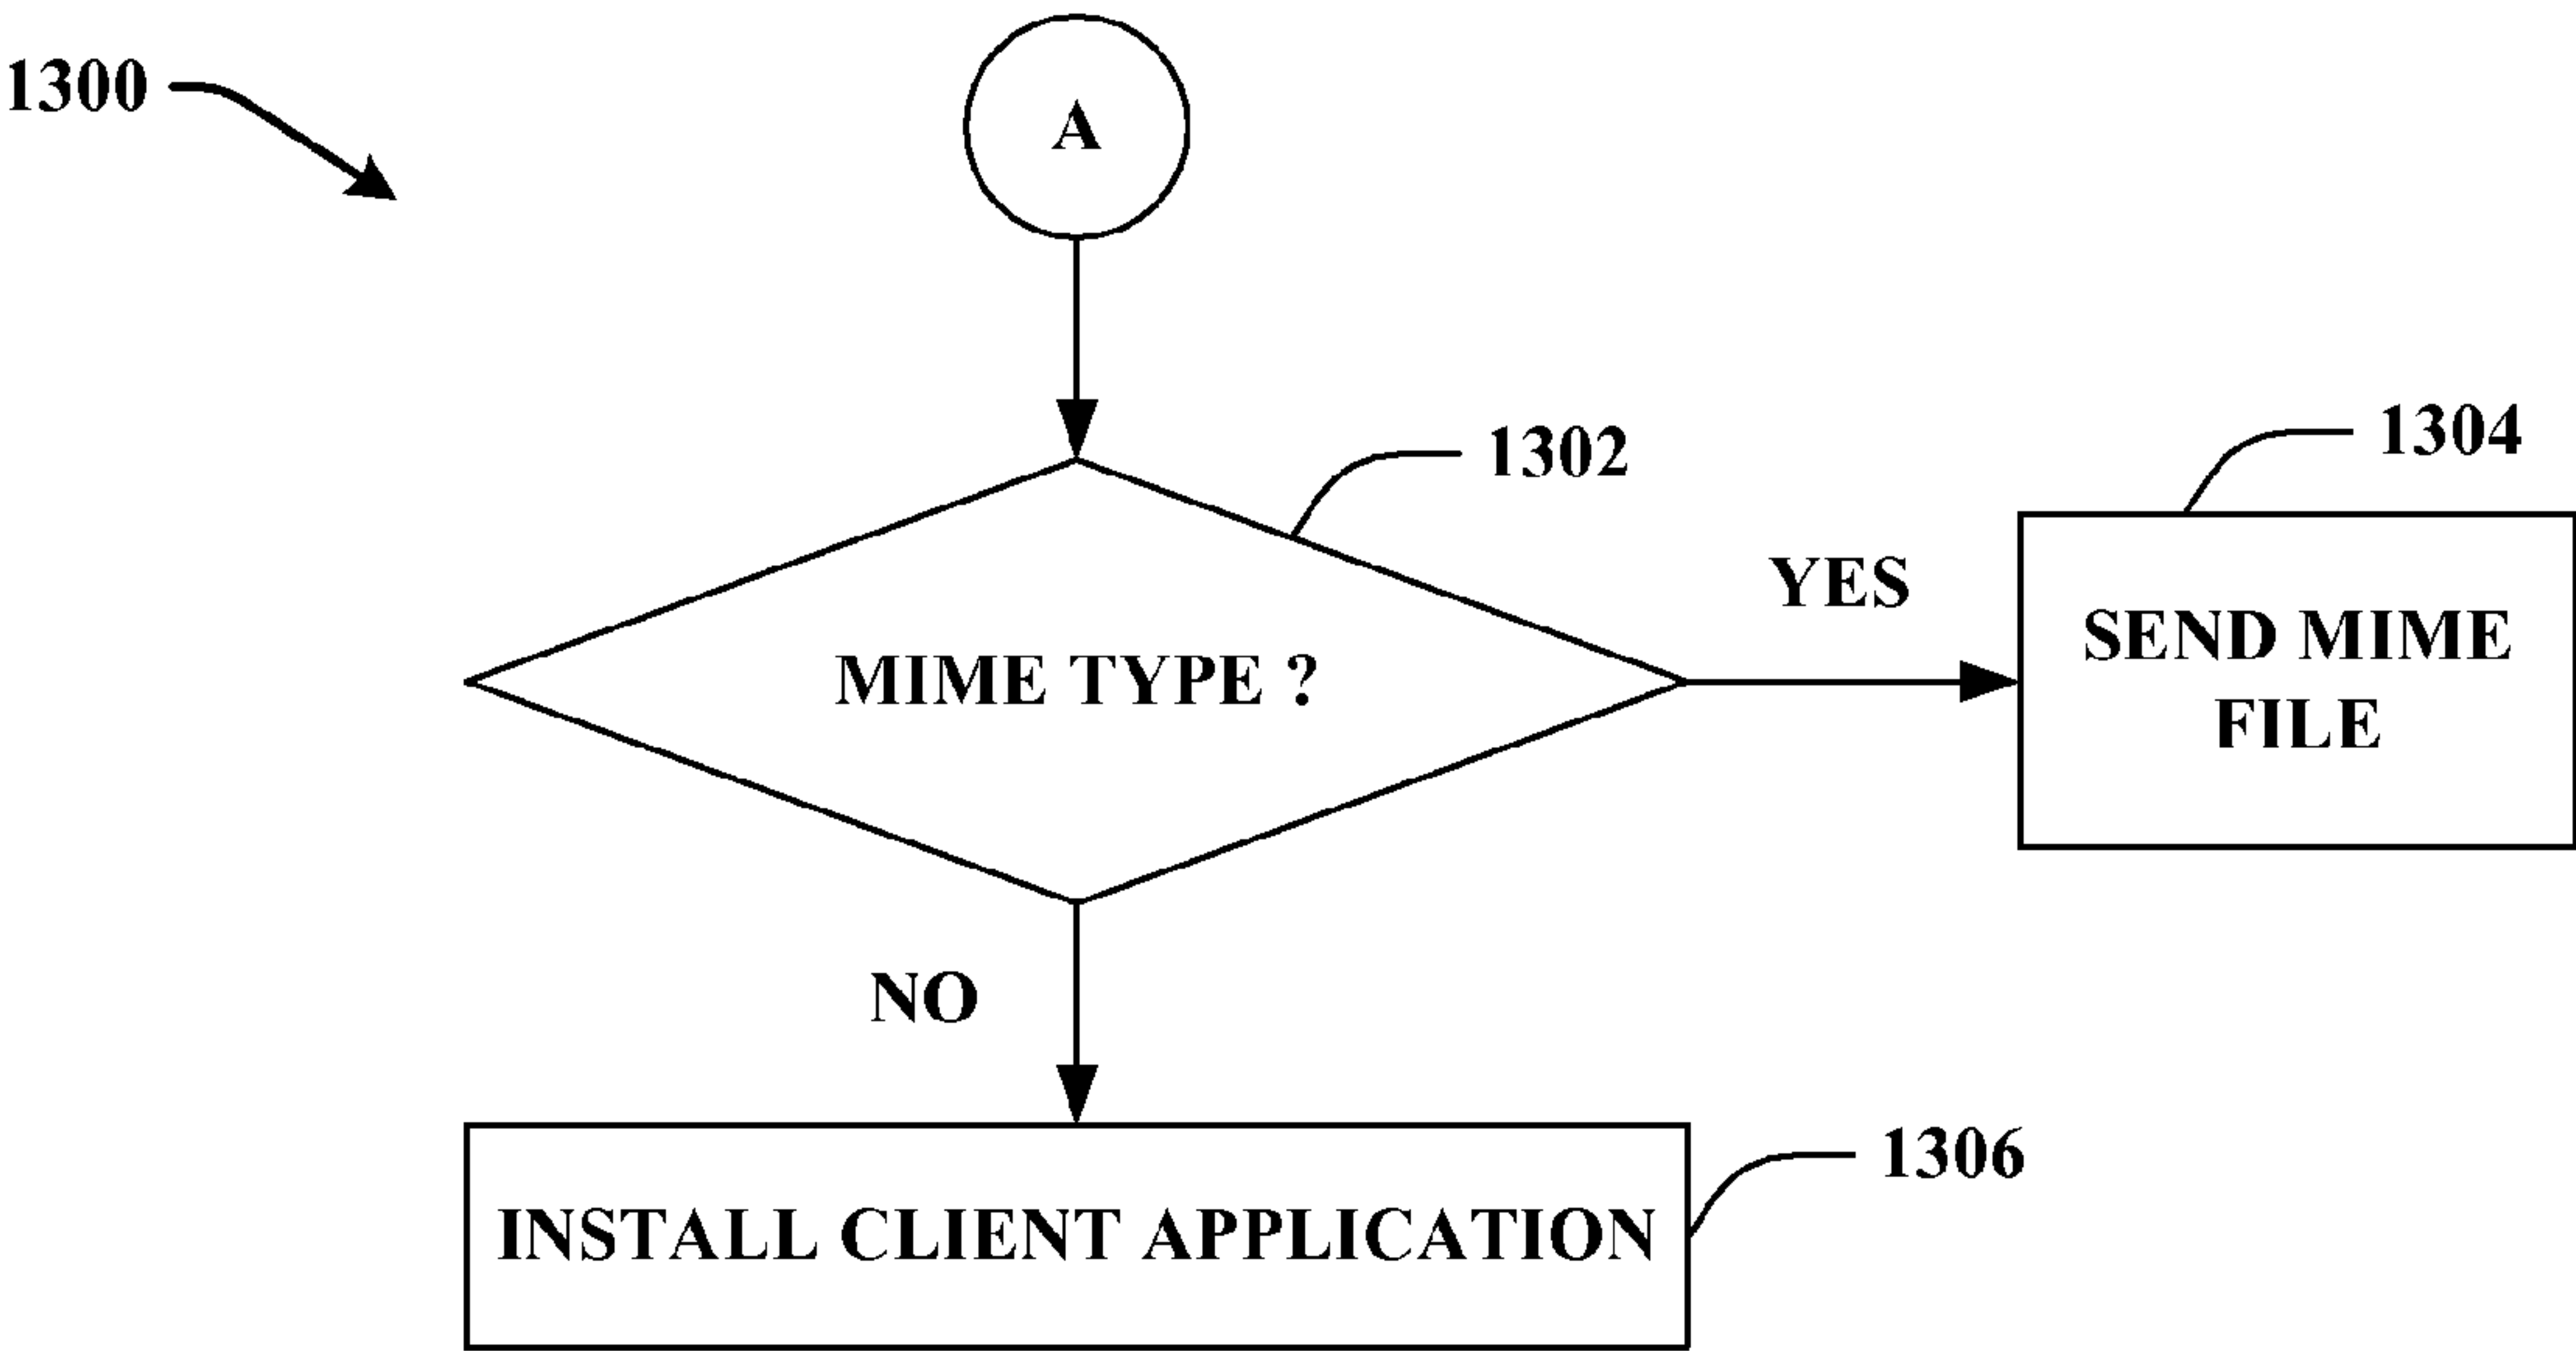 1300
A
1302
1304
YES
MIME TYPE ?
SEND MIME
FILE
NO
1306
INSTALL CLIENT APPLICATION